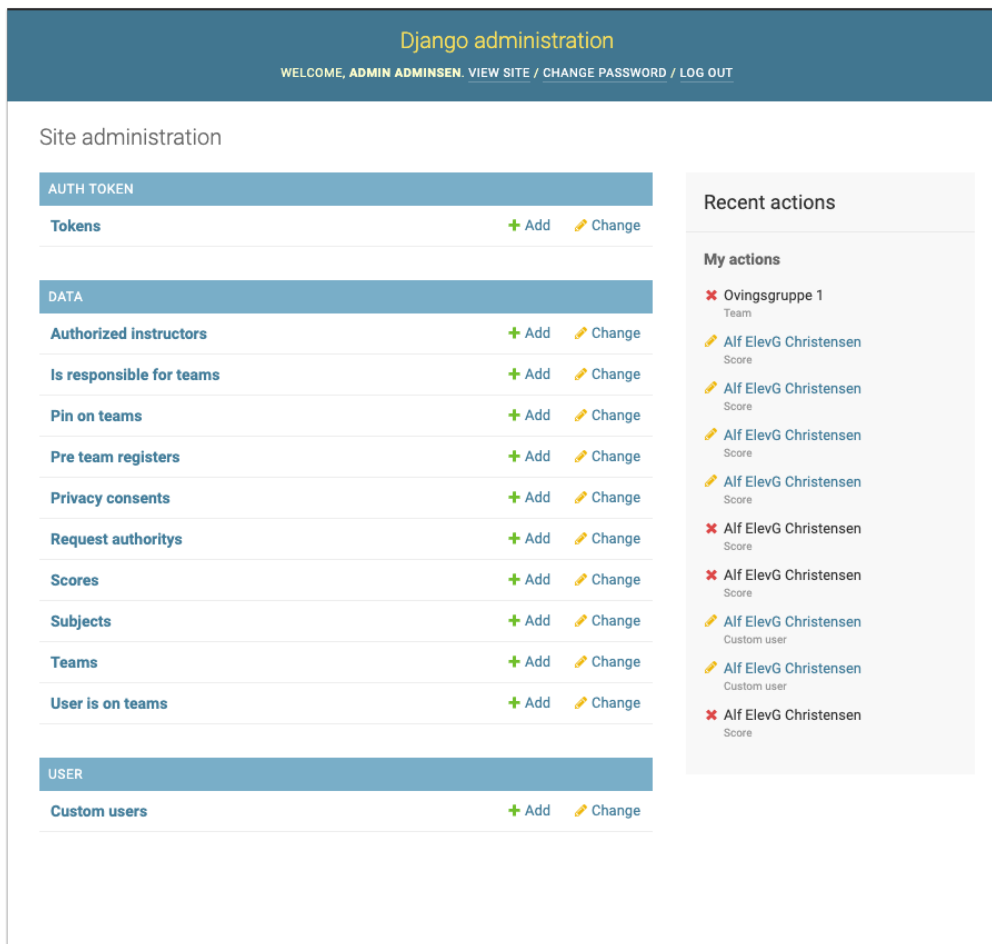 Django administration
WELCOME, ADMIN ADMINSEN. VIEW SITE / CHANGE PASSWORD / LOG OUT
Site administration
AUTH TOKEN
Tokens Add Change
DATA
Authorized instructors Add Change
Is responsible for teams Add Change
Pin on teams Add Change
Pre team registers Add Change
Privacy consents Add Change
Request authoritys Add Change
Scores Add Change
Subjects Add Change
Teams Add Change
User is on teams Add Change
USER
Custom users Add Change
Recent actions
My actions
Ovingsgruppe 1
Team
Alf ElevG Christensen
Score
Alf ElevG Christensen
Score
Alf ElevG Christensen
Score
Alf ElevG Christensen
Score
Alf ElevG Christensen
Score
Alf ElevG Christensen
Score
Alf ElevG Christensen
Custom user
Alf ElevG Christensen
Custom user
Alf ElevG Christensen
Score